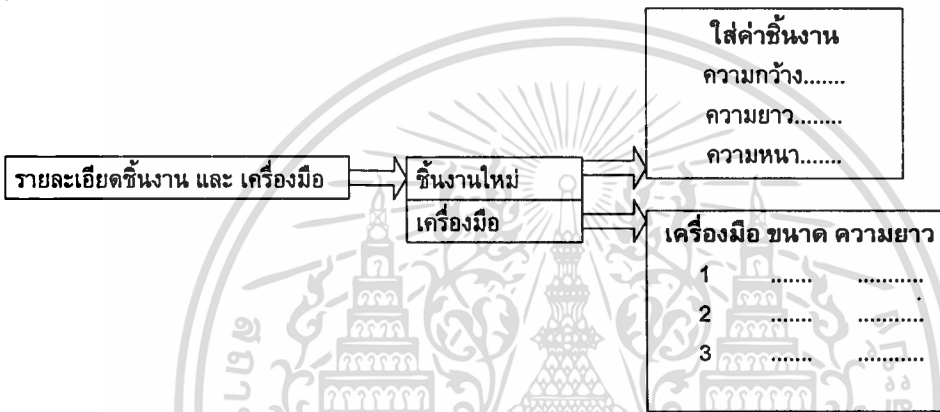 ใส่ค่าชิ้นงาน
ความกว้าง.......
ความยาว........
ความหนา.......
รายละเอียดชิ้นงาน และ เครื่องมือ
ชิ้นงานใหม่
เครื่องมือ
เครื่องมือ ขนาด ความยาว
1 ....... ...........
2 ....... ...........
3 ....... ...........